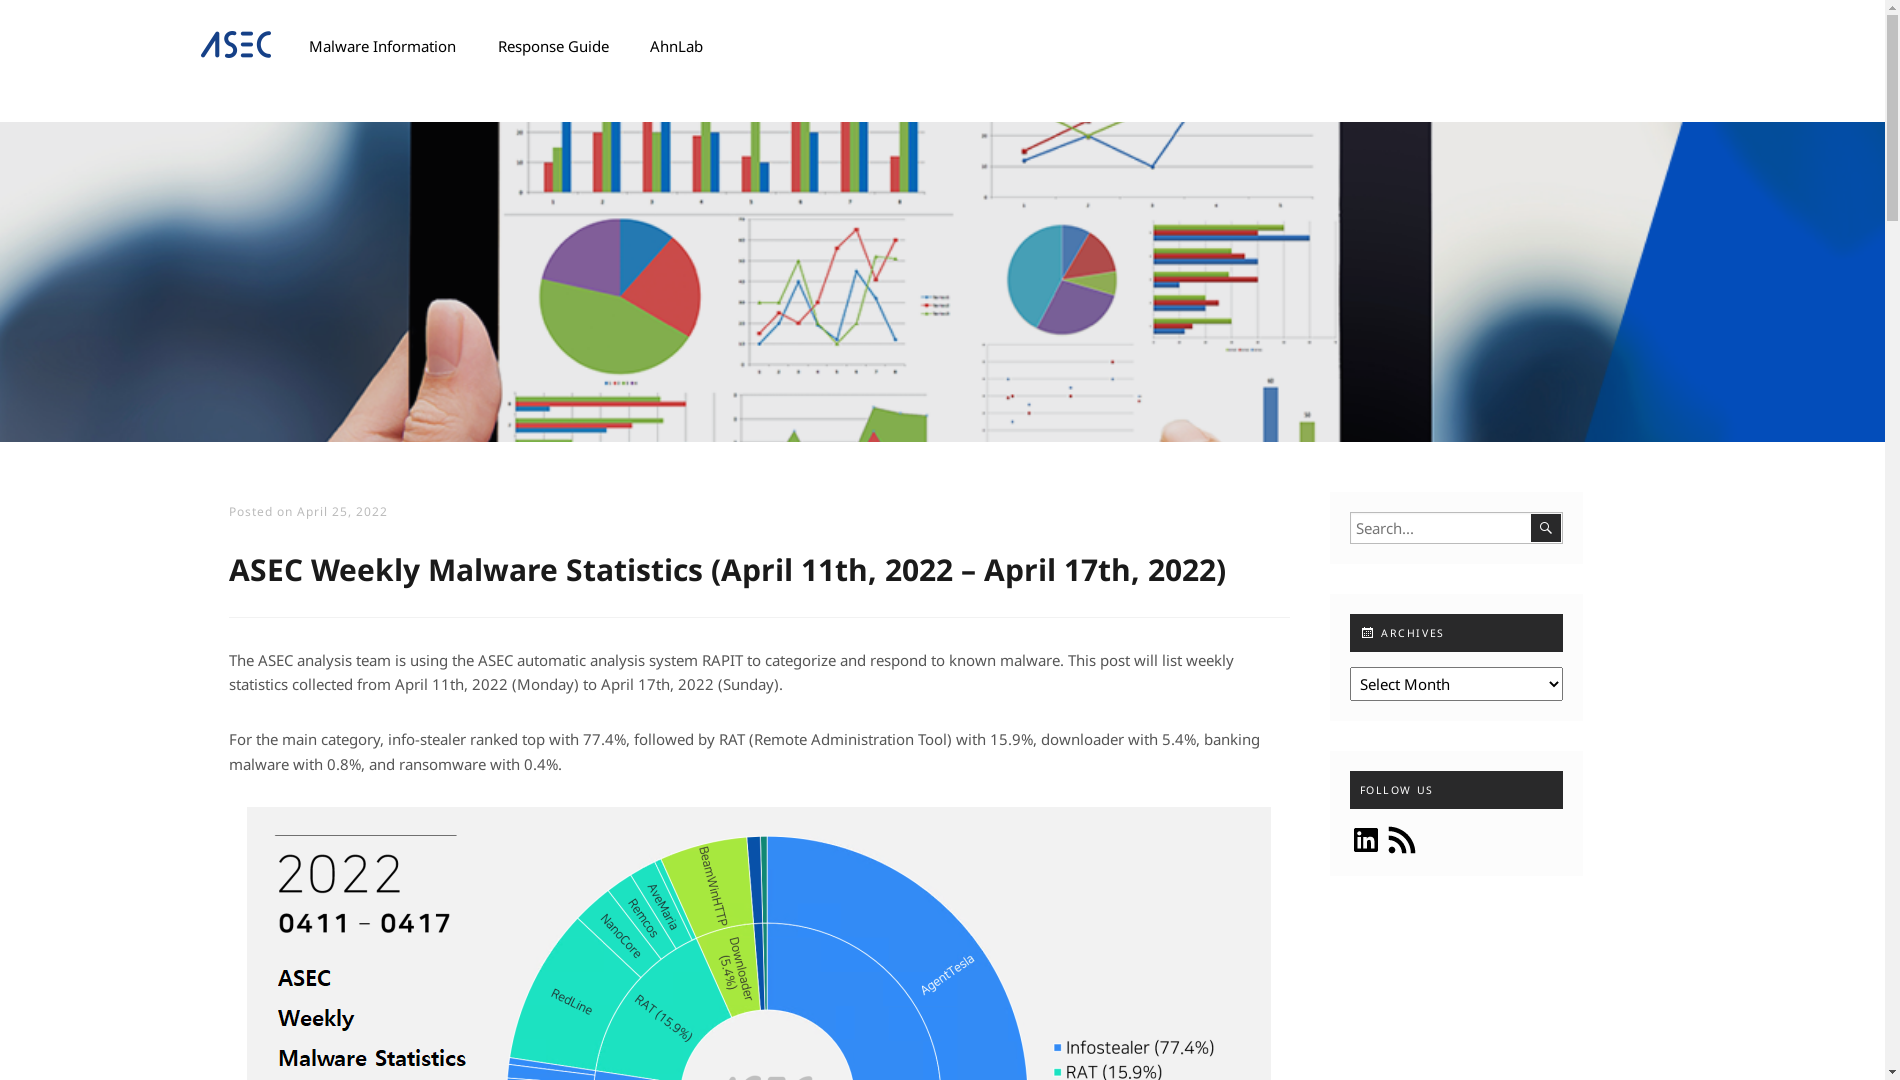 ASEC Malware Information Response Guide AhnLab
Posted on April 25, 2022
ASEC Weekly Malware Statistics (April 11th, 2022 – April 17th, 2022)
The ASEC analysis team is using the ASEC automatic analysis system RAPIT to categorize and respond to known malware. This post will list weekly
statistics collected from April 11th, 2022 (Monday) to April 17th, 2022 (Sunday).
For the main category, info-stealer ranked top with 77.4%, followed by RAT (Remote Administration Tool) with 15.9%, downloader with 5.4%, banking
malware with 0.8%, and ransomware with 0.4%.
2022
0411 – 0417
ASEC
Weekly
Malware Statistics
BeamWinHTTP
AveMaria
Remcos
NanoCore
RedLine
Downloader
(5.4%)
RAT (15.9%)
AgentTesla
Infostealer (77.4%)
RAT (15.9%)
Search...
ARCHIVES
Select Month
FOLLOW US